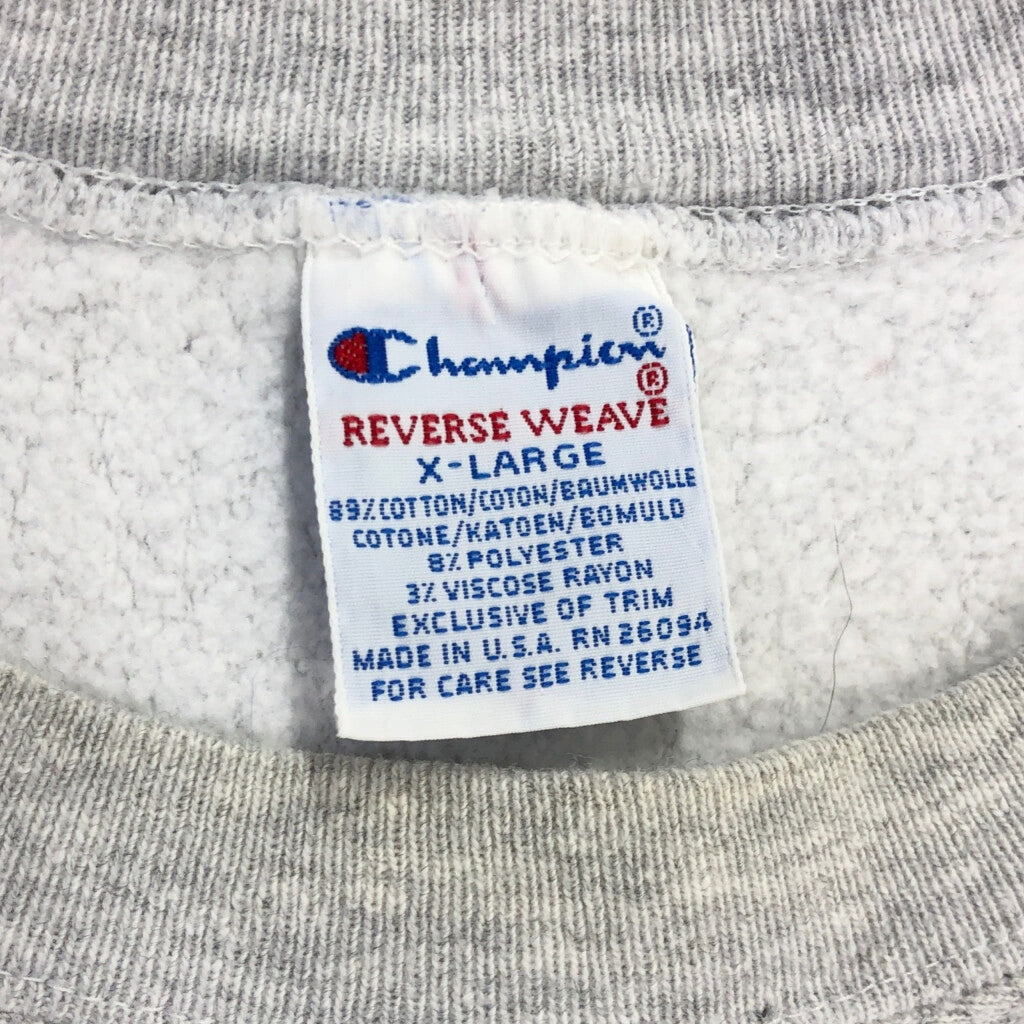 Champion®
REVERSE WEAVE®
X-LARGE
89% COTTON/COTON/BAUMWOLLE
COTONE/KATOEN/BOMULD
8% POLYESTER
3% VISCOSE RAYON
EXCLUSIVE OF TRIM
MADE IN U.S.A. RN 26094
FOR CARE SEE REVERSE